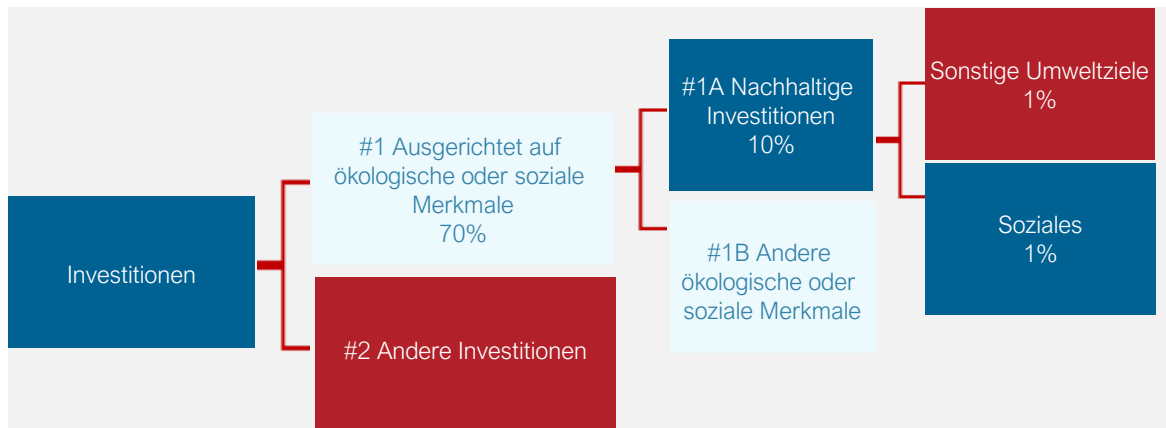 Investitionen
#1 Ausgerichtet auf
ökologische oder soziale
Merkmale
70%
#2 Andere Investitionen
#1A Nachhaltige
Investitionen
10%
#1B Andere
ökologische oder
soziale Merkmale
Sonstige Umweltziele
1%
Soziales
1%